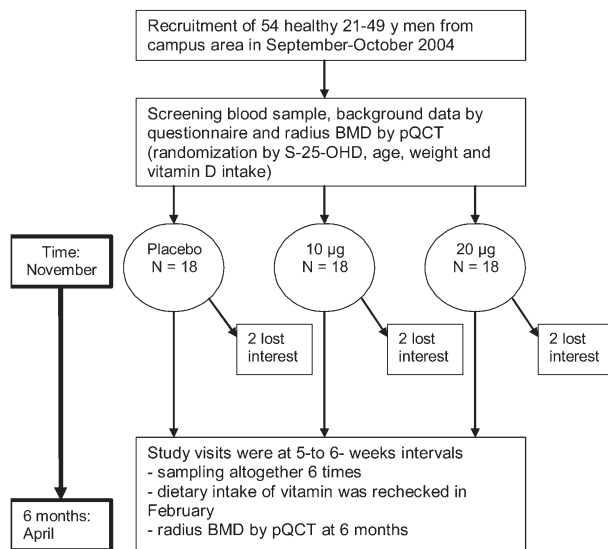 Recruitment of 54 healthy 21-49 y men from
campus area in September-October 2004
Screening blood sample, background data by
questionnaire and radius BMD by pQCT
(randomization by S-25-OHD, age, weight and
vitamin D intake)
Time:
November
Placebo
N = 18
10 µg
N = 18
20 µg
N = 18
2 lost
interest
2 lost
interest
2 lost
interest
Study visits were at 5-to 6- weeks intervals
- sampling altogether 6 times
- dietary intake of vitamin was rechecked in
February
- radius BMD by pQCT at 6 months
6 months:
April